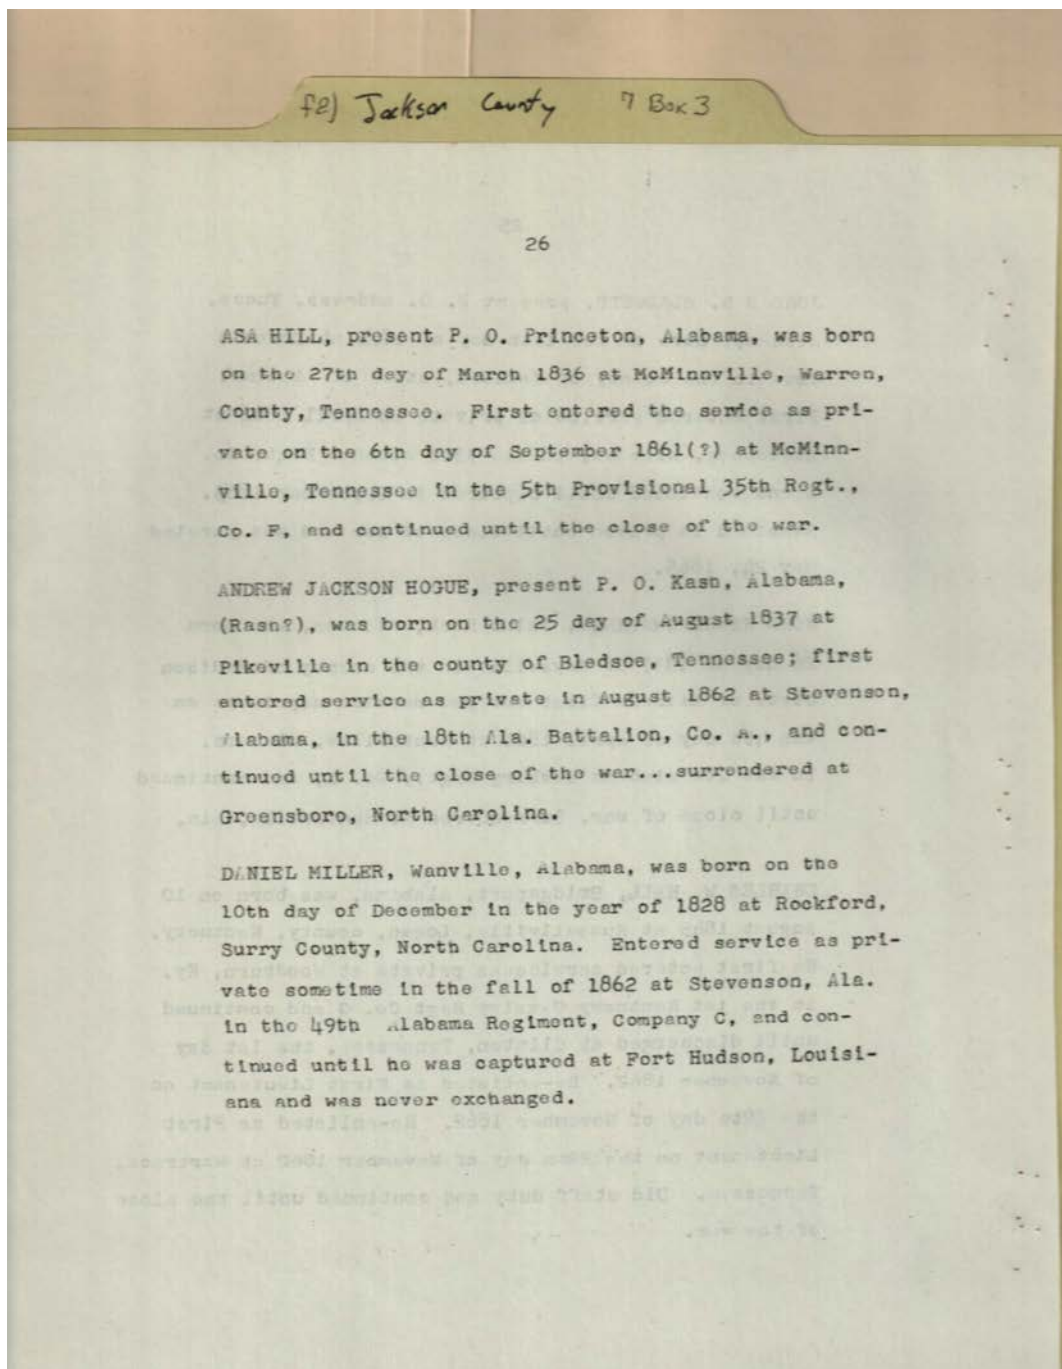 f2) Jackson County 7 Box 3
26
ASA HILL, present P. O. Princeton, Alabama, was born
on the 27th day of March 1836 at McMinnville, Warren,
County, Tennessee. First entered the service as pri-
vate on the 6th day of September 1861(?) at McMinn-
ville, Tennessee in the 5th Provisional 35th Regt.,
Co. F, and continued until the close of the war.
ANDREW JACKSON HOGUE, present P. O. Kasn, Alabama,
(Rasn?), was born on the 25 day of August 1837 at
Pikeville in the county of Bledsoe, Tennessee; first
entered service as private in August 1862 at Stevenson,
Alabama, in the 18th Ala. Battalion, Co. A., and con-
tinued until the close of the war...surrendered at
Greensboro, North Carolina.
DANIEL MILLER, Wanville, Alabama, was born on the
10th day of December in the year of 1828 at Rockford,
Surry County, North Carolina. Entered service as pri-
vate sometime in the fall of 1862 at Stevenson, Ala.
in the 49th Alabama Regiment, Company C, and con-
tinued until he was captured at Port Hudson, Louisi-
ana and was never exchanged.